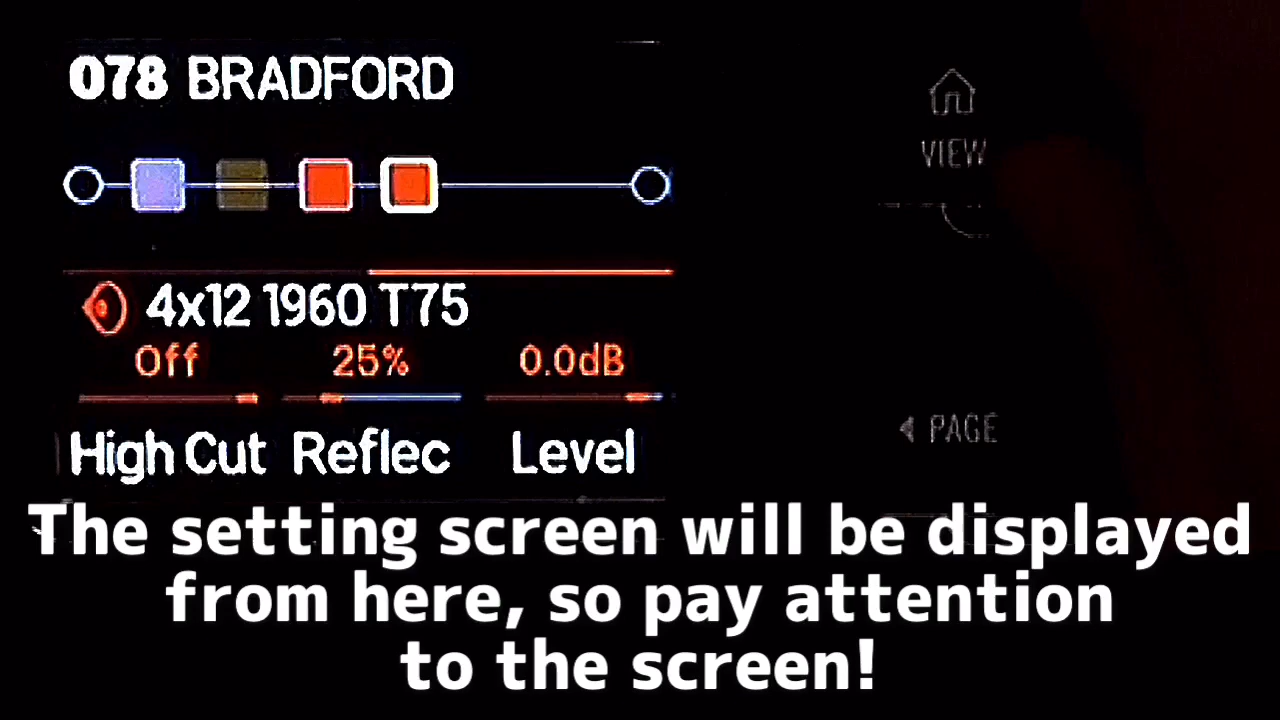 078 BRADFORD
VIEW
4x12 1960 T75
Off 25% 0.0dB
High Cut Reflec Level
PAGE
The setting screen will be displayed
from here, so pay attention
to the screen!